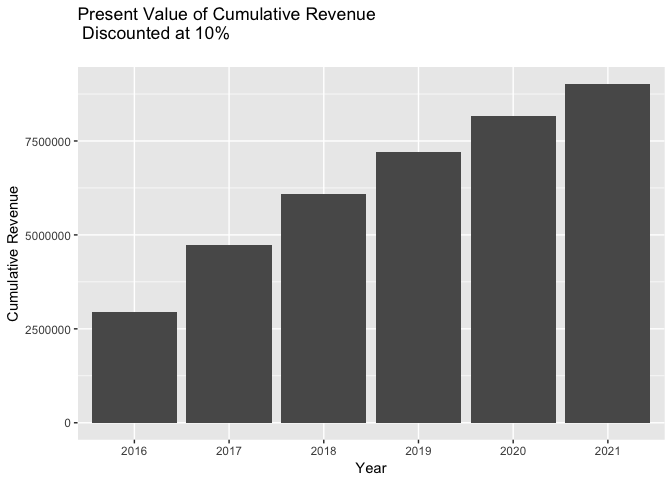 Present Value of Cumulative Revenue
Discounted at 10%
7500000
5000000
2500000
0
Cumulative Revenue
2016 2017 2018 2019 2020 2021
Year